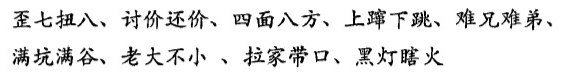 歪七扭八、讨价还价、四面八方、上蹿下跳、难兄难弟、
满坑满谷、老大不小 、拉家带口、黑灯瞎火